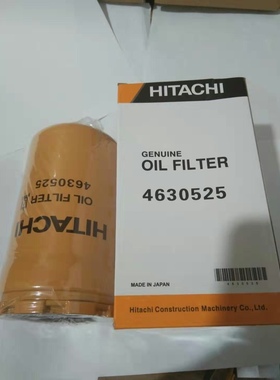 HITACHI
GENUINE
OIL FILTER
4630525
MADE IN JAPAN
Hitachi Construction Machinery Co., Ltd.
HITACHI
OIL FILTER
4630525